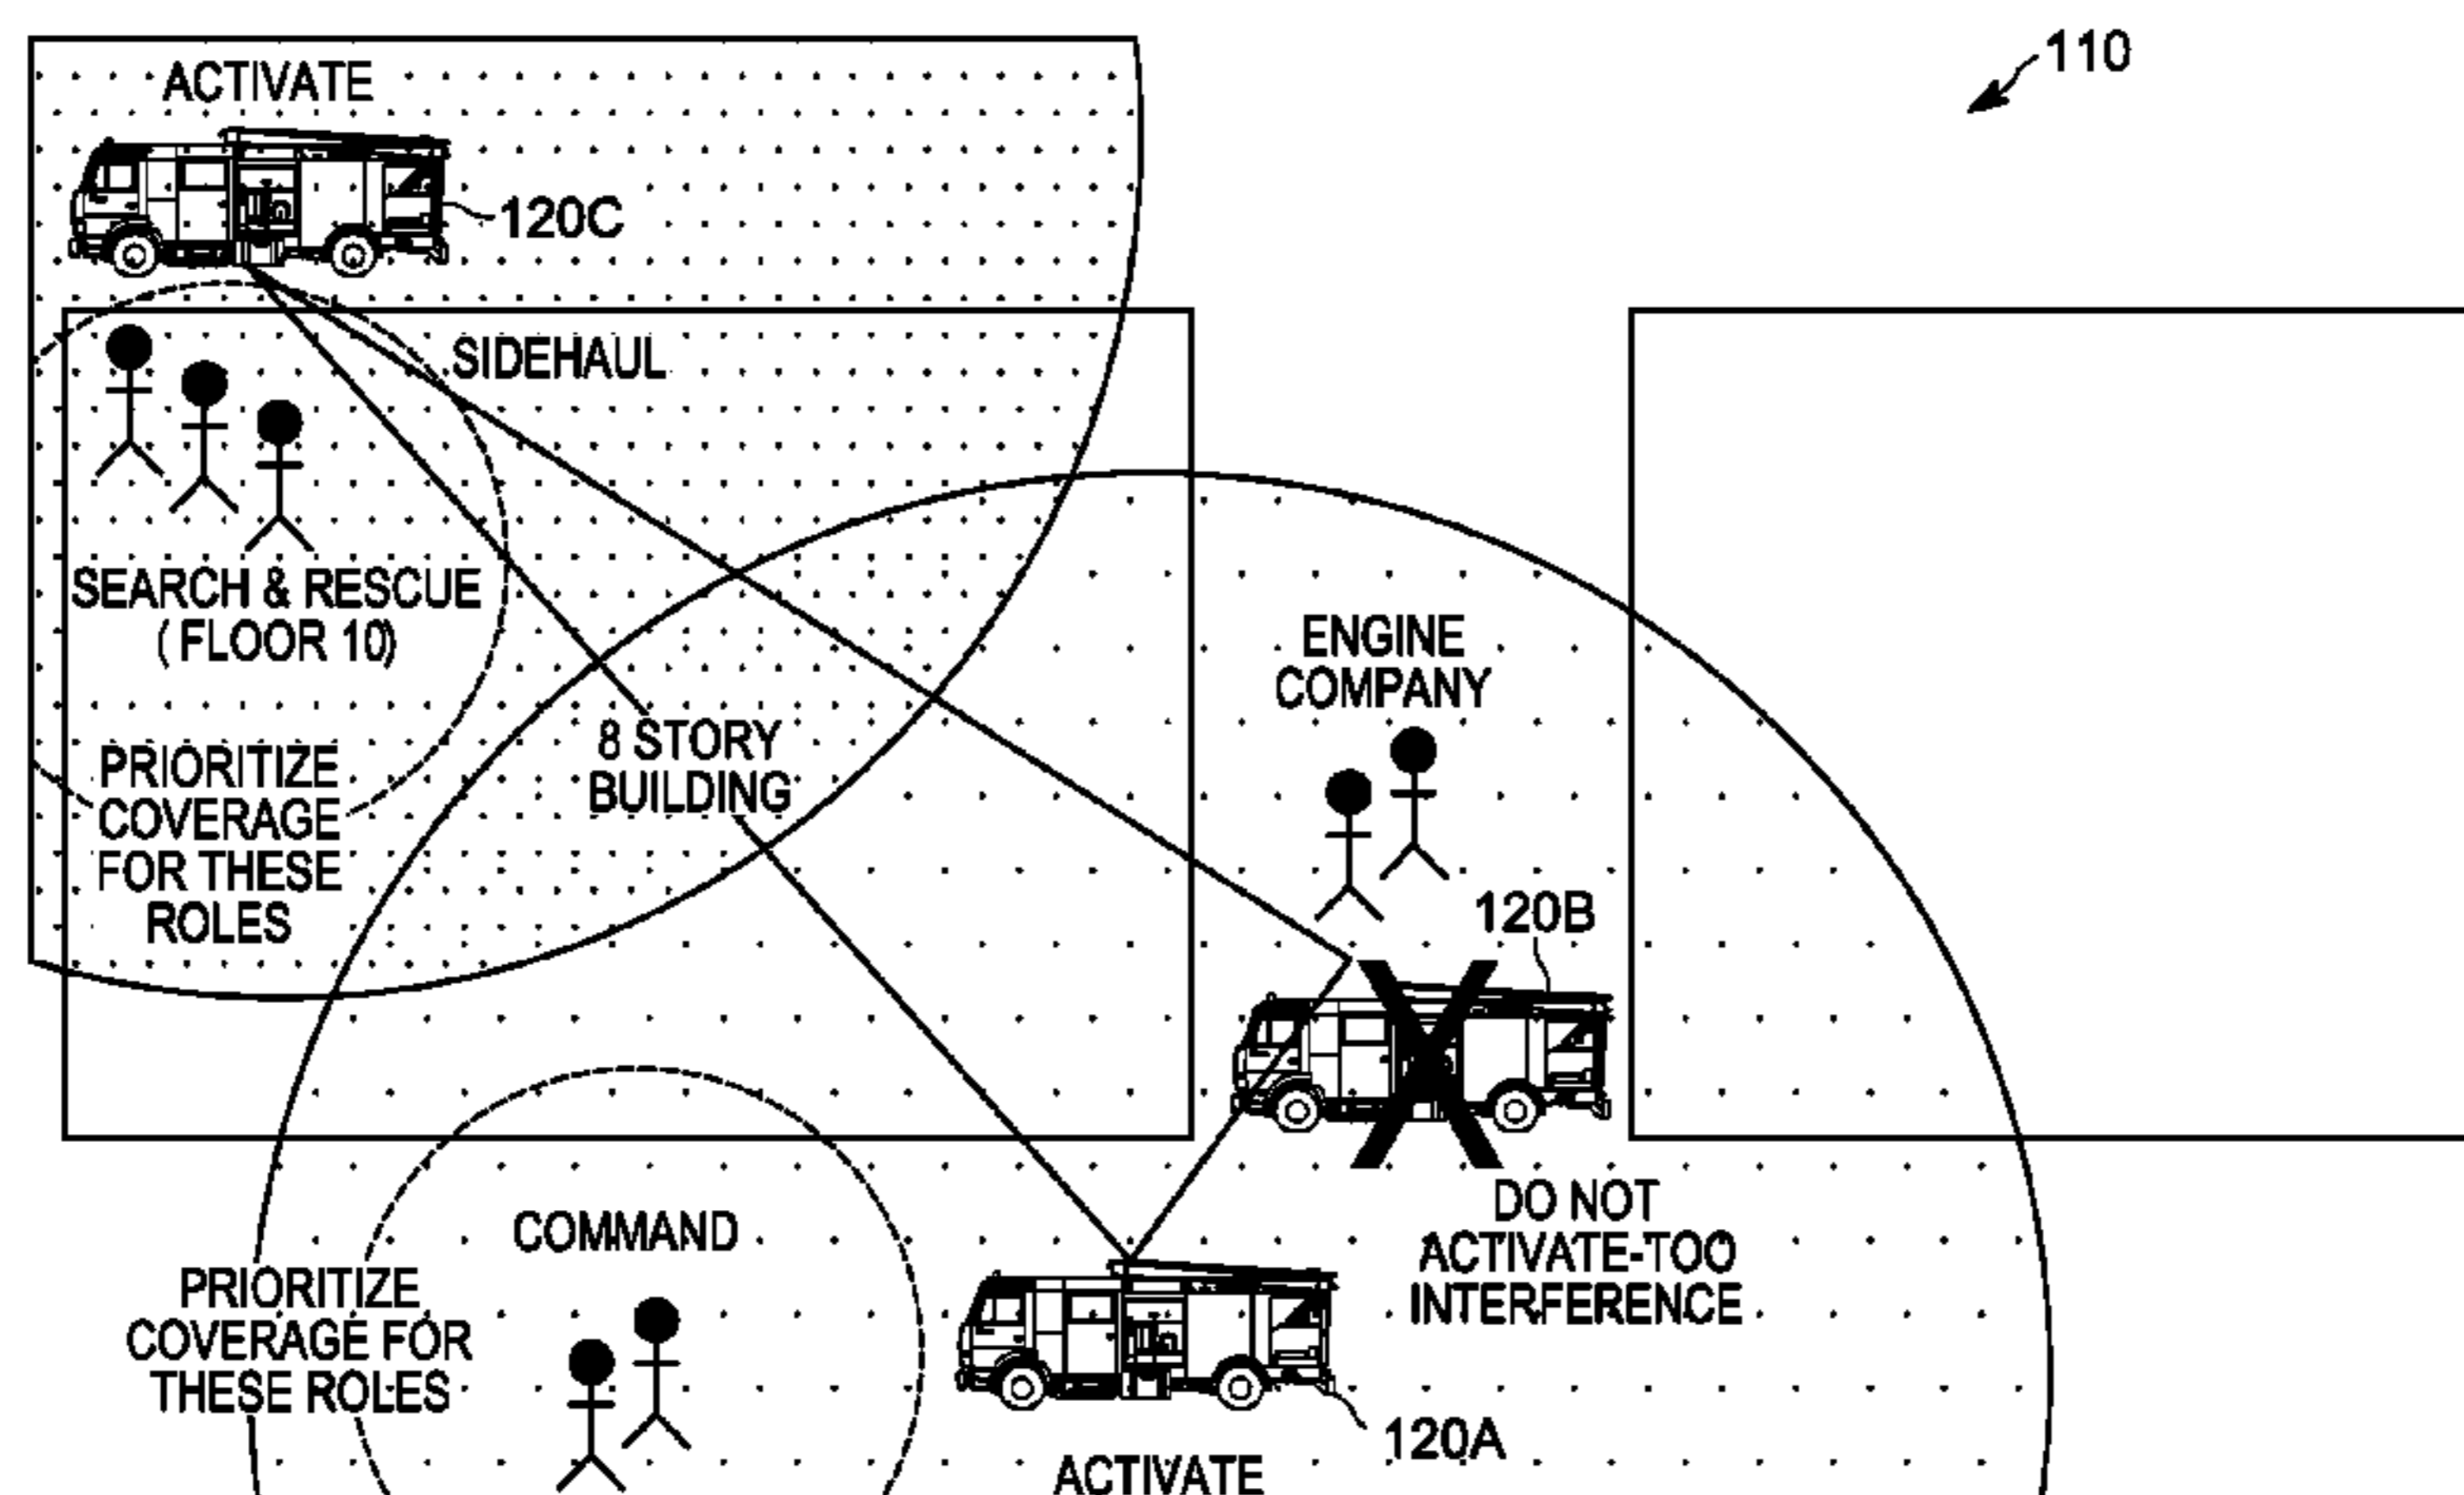 ACTIVATE
110
120C
SIDEHAUL
SEARCH & RESCUE
( FLOOR 10)
ENGINE
COMPANY
8 STORY
BUILDING
PRIORITIZE
COVERAGE
FOR THESE
ROLES
120B
DO NOT
ACTIVATE-TOO
INTERFERENCE
COMMAND
PRIORITIZE
COVERAGE FOR
THESE ROLES
120A
ACTIVATE